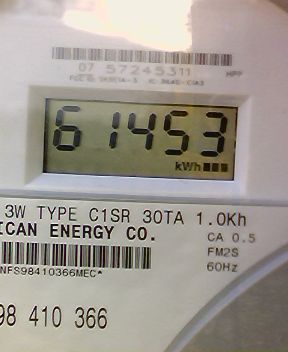 07 57245311 HPP
61453
kWh
3W TYPE C1SR 30TA 1.0Kh
ICAN ENERGY CO.
CA 0.5
FM2S
NFS98410366MEC*
60Hz
98 410 366